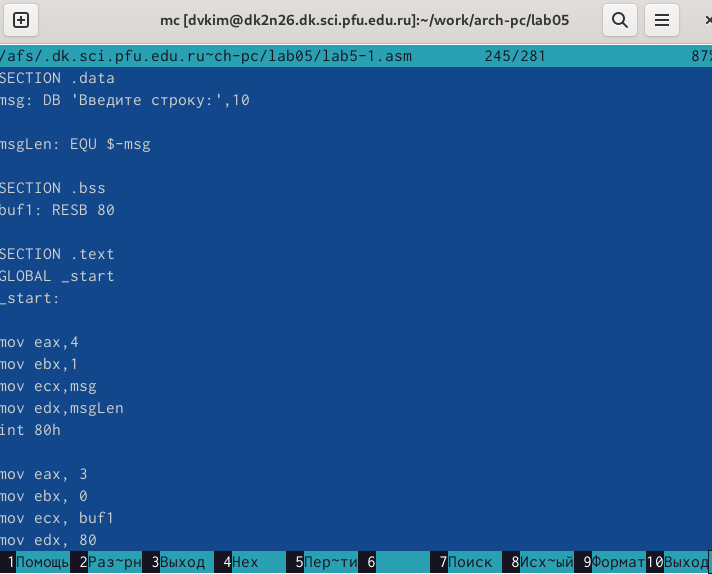 mc [dvkim@dk2n26.dk.sci.pfu.edu.ru]:~/work/arch-pc/lab05
/afs/.dk.sci.pfu.edu.ru~ch-pc/lab05/lab5-1.asm 245/281 87%
SECTION .data
msg: DB 'Введите строку:',10
msgLen: EQU $-msg
SECTION .bss
buf1: RESB 80
SECTION .text
GLOBAL _start
_start:
mov eax,4
mov ebx,1
mov ecx,msg
mov edx,msgLen
int 80h
mov eax, 3
mov ebx, 0
mov ecx, buf1
mov edx, 80
1Помощь 2Раз~рн 3Выход 4Hex 5Пер~ти 6 7Поиск 8Исх~ый 9Формат 10Выход